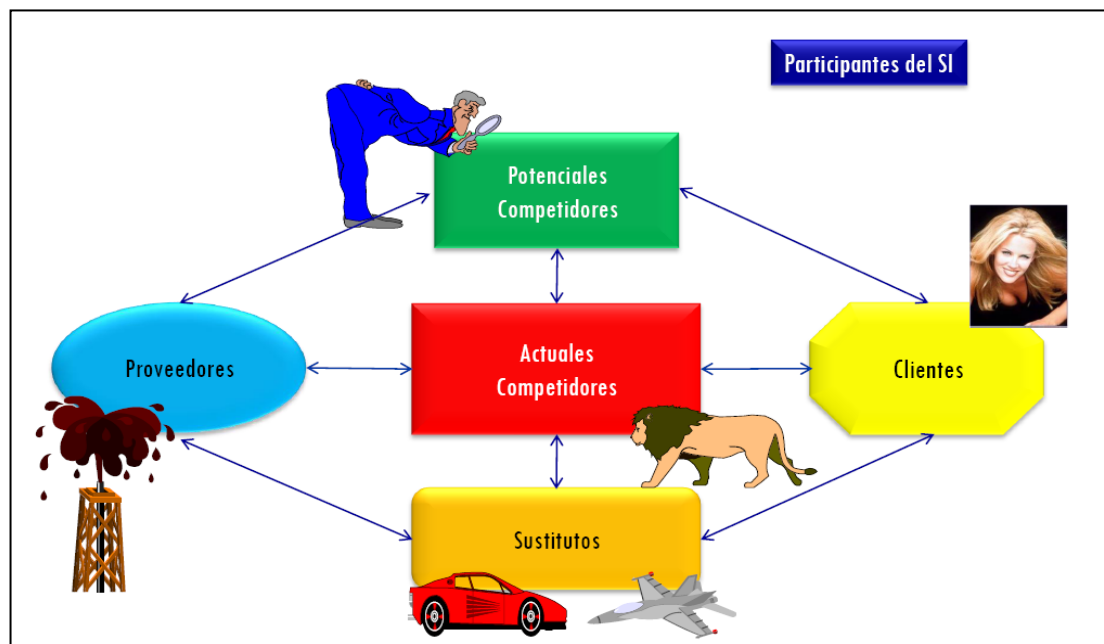 Participantes del SI
Potenciales
Competidores
Proveedores
Actuales
Competidores
Clientes
Sustitutos